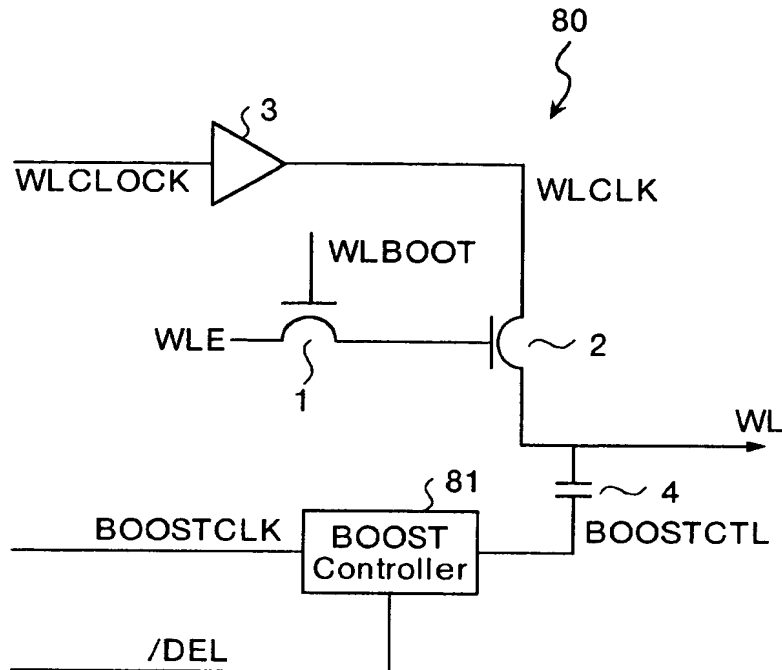 80
3
WLCLOCK
WLCLK
WLBOOT
WLE
2
1
WL
81
4
BOOSTCLK
BOOST
Controller
BOOSTCTL
/DEL